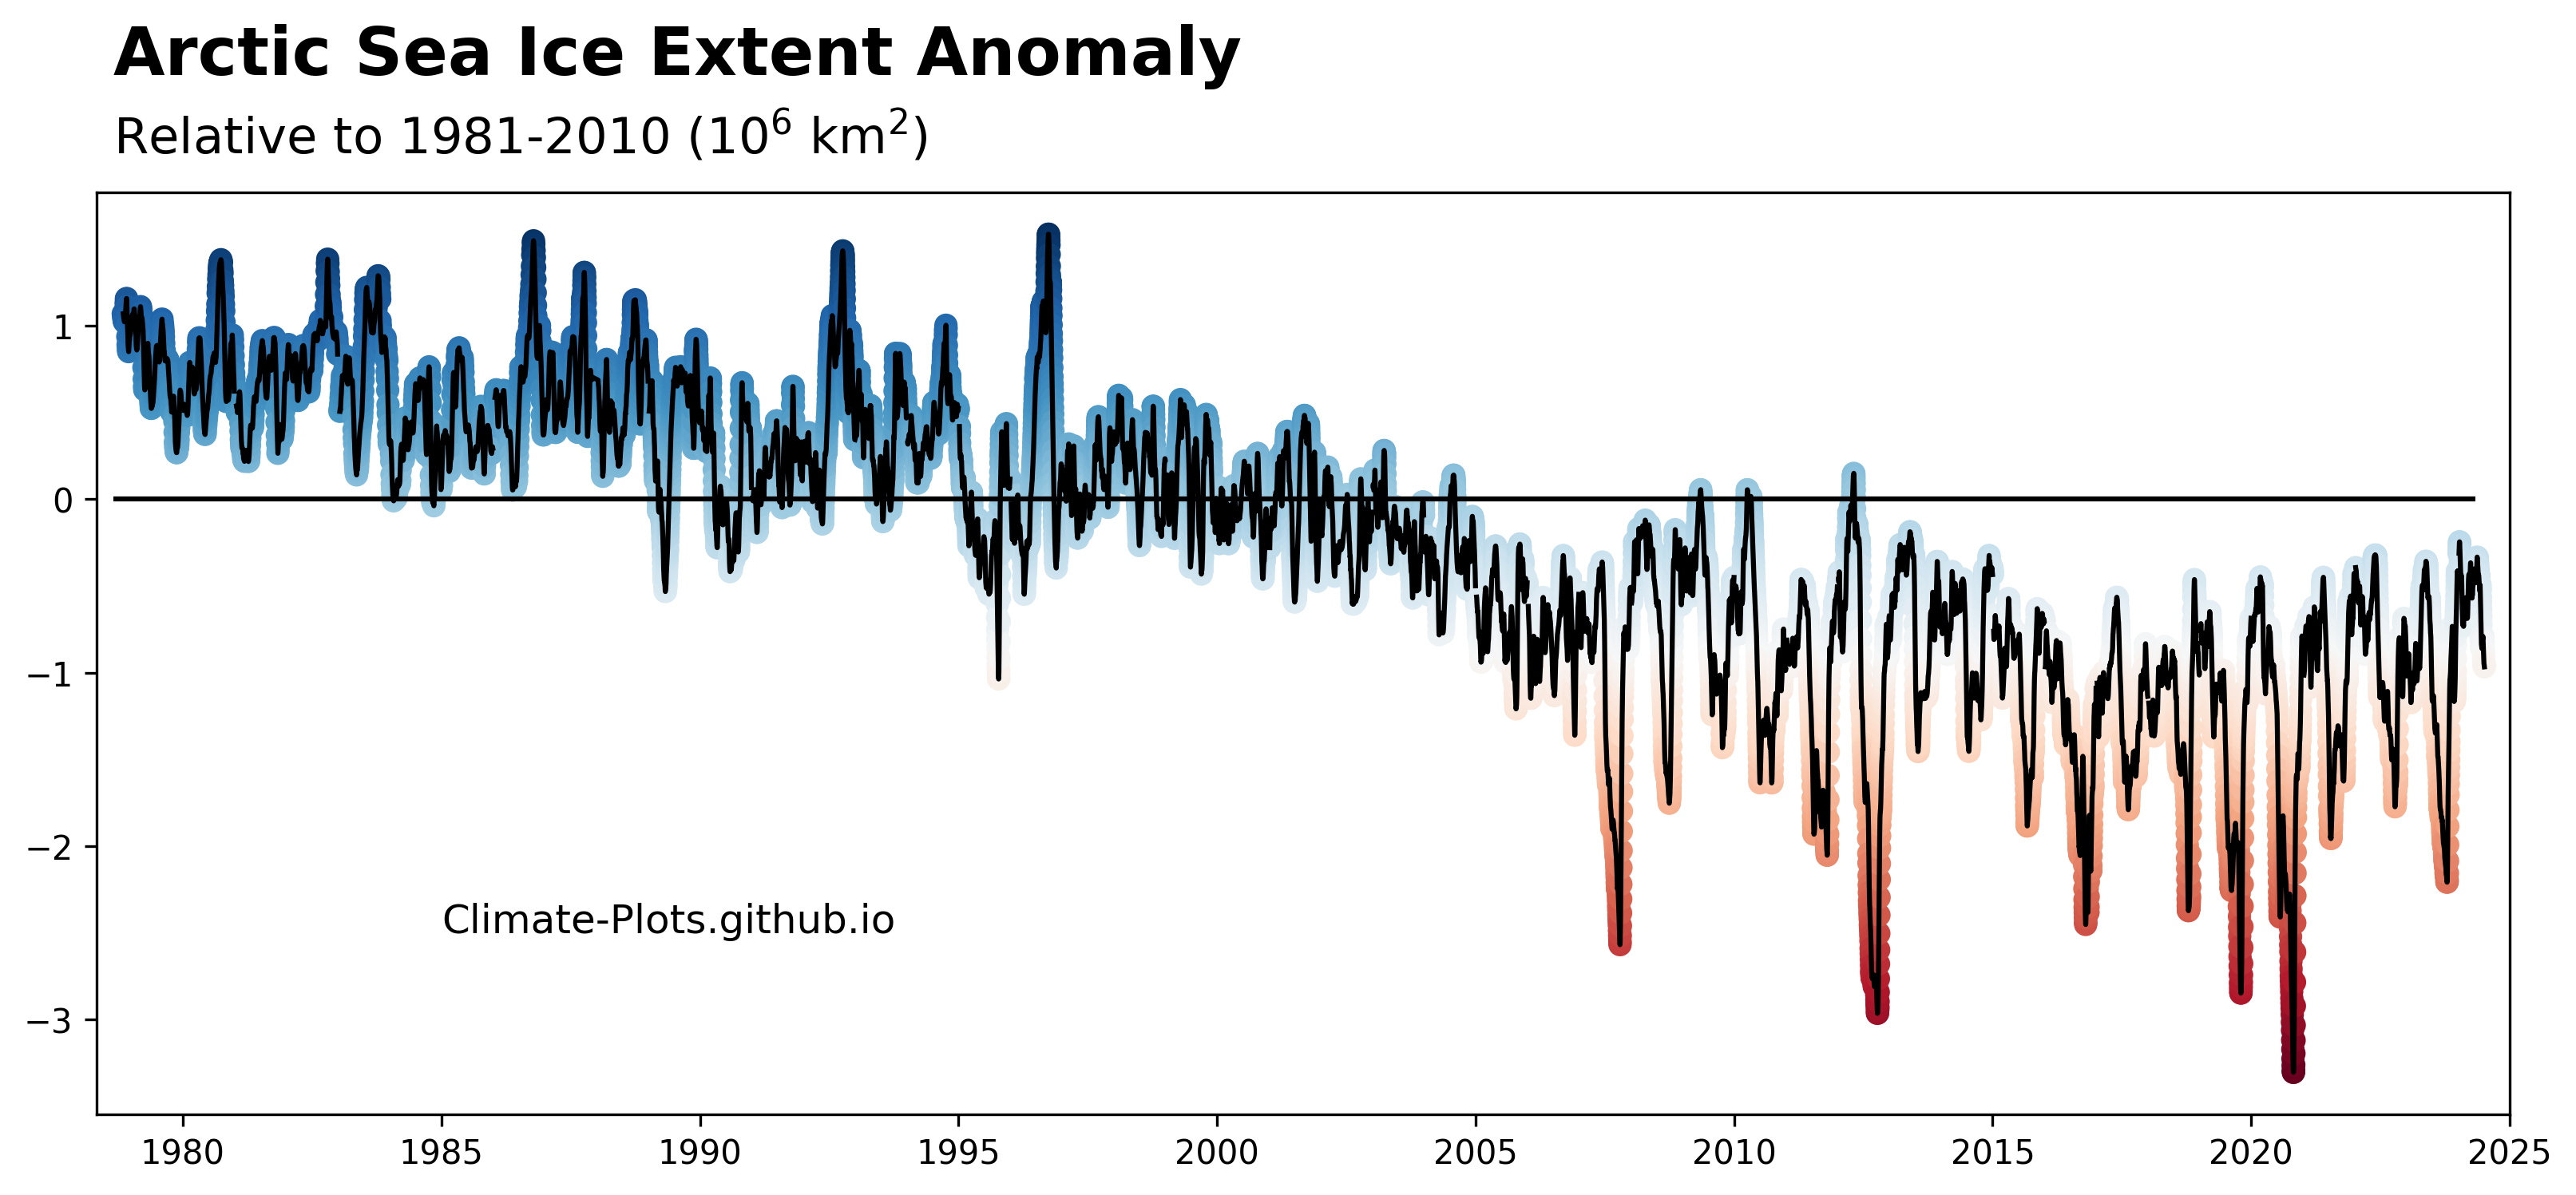 Arctic Sea Ice Extent Anomaly
Relative to 1981-2010 (10⁶ km²)
1
0
−1
−2
−3
Climate-Plots.github.io
1980 1985 1990 1995 2000 2005 2010 2015 2020 2025